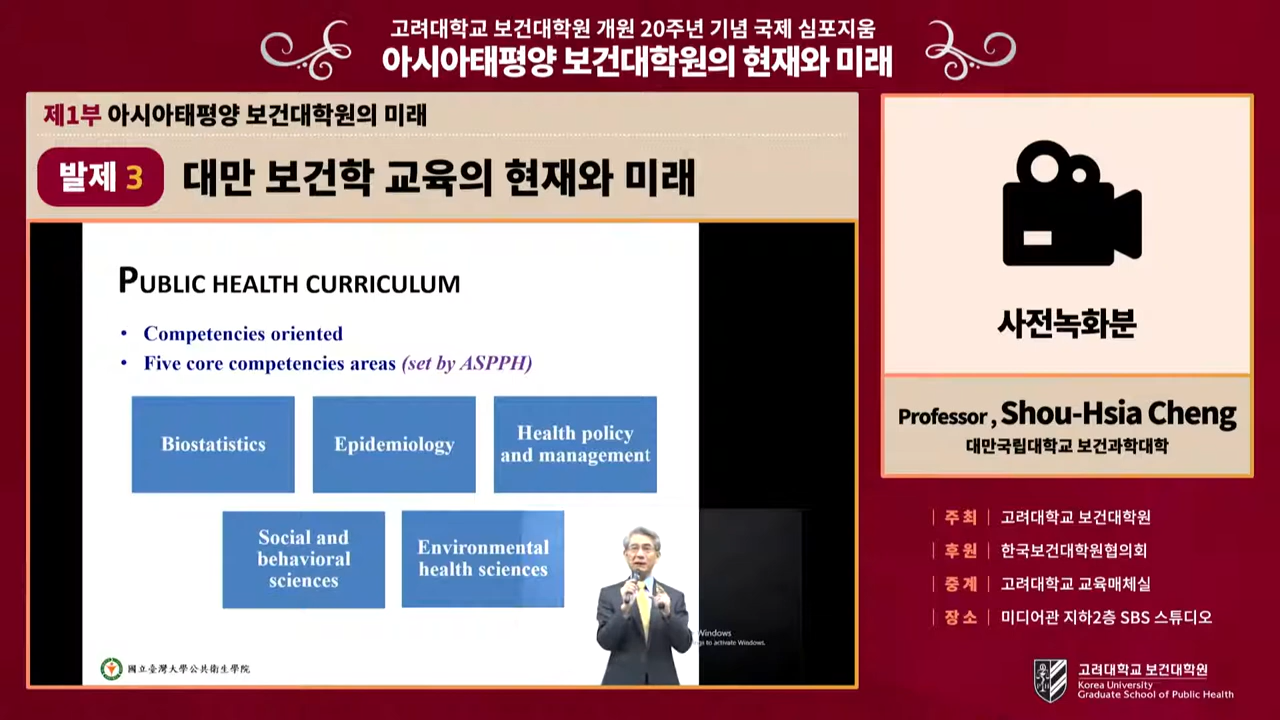 고려대학교 보건대학원 개원 20주년 기념 국제 심포지움
아시아태평양 보건대학원의 현재와 미래
제1부 아시아태평양 보건대학원의 미래
발제 3 대만 보건학 교육의 현재와 미래
PUBLIC HEALTH CURRICULUM
• Competencies oriented
• Five core competencies areas (set by ASPPH)
Biostatistics
Epidemiology
Health policy
and management
Social and
behavioral
sciences
Environmental
health sciences
國立臺灣大學公共衛生學院
Windows
to activate Windows.
사전녹화분
Professor, Shou-Hsia Cheng
대만국립대학교 보건과학대학
| 주 최 | 고려대학교 보건대학원
| 후 원 | 한국보건대학원협의회
| 중 계 | 고려대학교 교육매체실
| 장 소 | 미디어관 지하2층 SBS 스튜디오
고려대학교 보건대학원
Korea University
Graduate School of Public Health